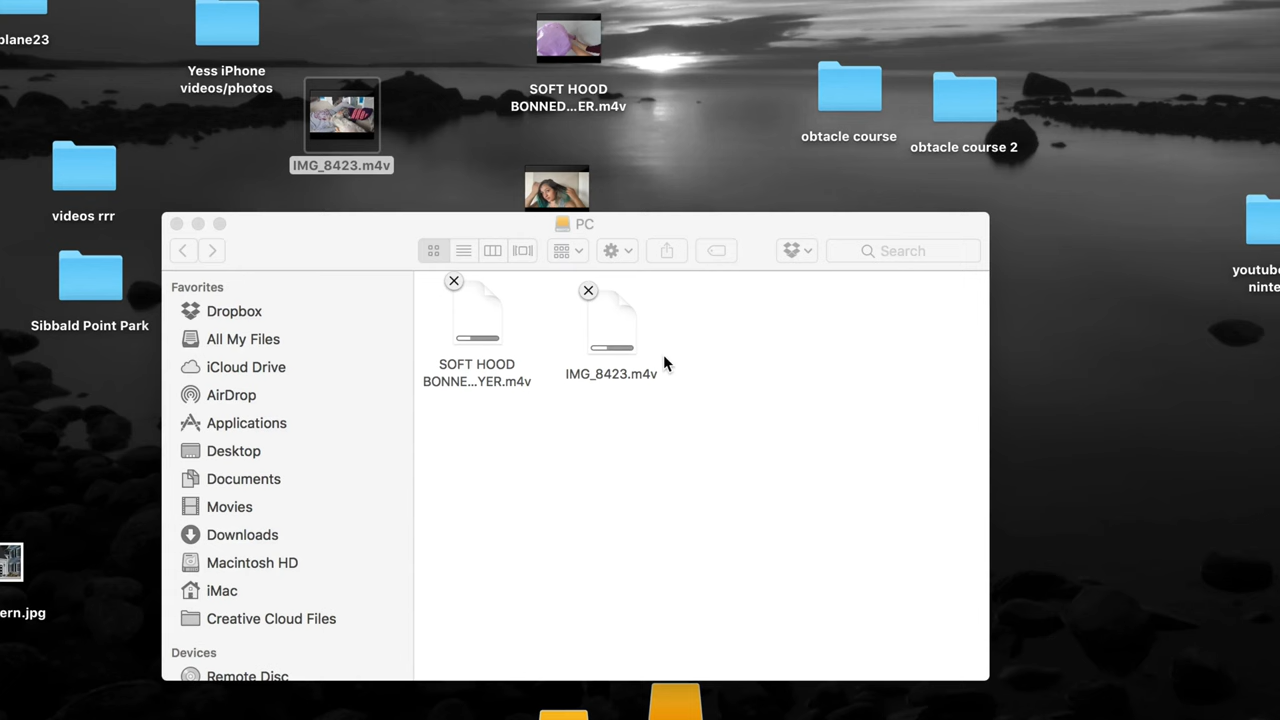 plane23
Yess iPhone
videos/photos
IMG_8423.m4v
SOFT HOOD
BONNED...ER.m4v
obtacle course
obtacle course 2
videos rrr
Sibbald Point Park
youtube
ninte
ern.jpg
PC
Search
Favorites
Dropbox
All My Files
iCloud Drive
AirDrop
Applications
Desktop
Documents
Movies
Downloads
Macintosh HD
iMac
Creative Cloud Files
Devices
Remote Disc
SOFT HOOD
BONNE...YER.m4v
IMG_8423.m4v